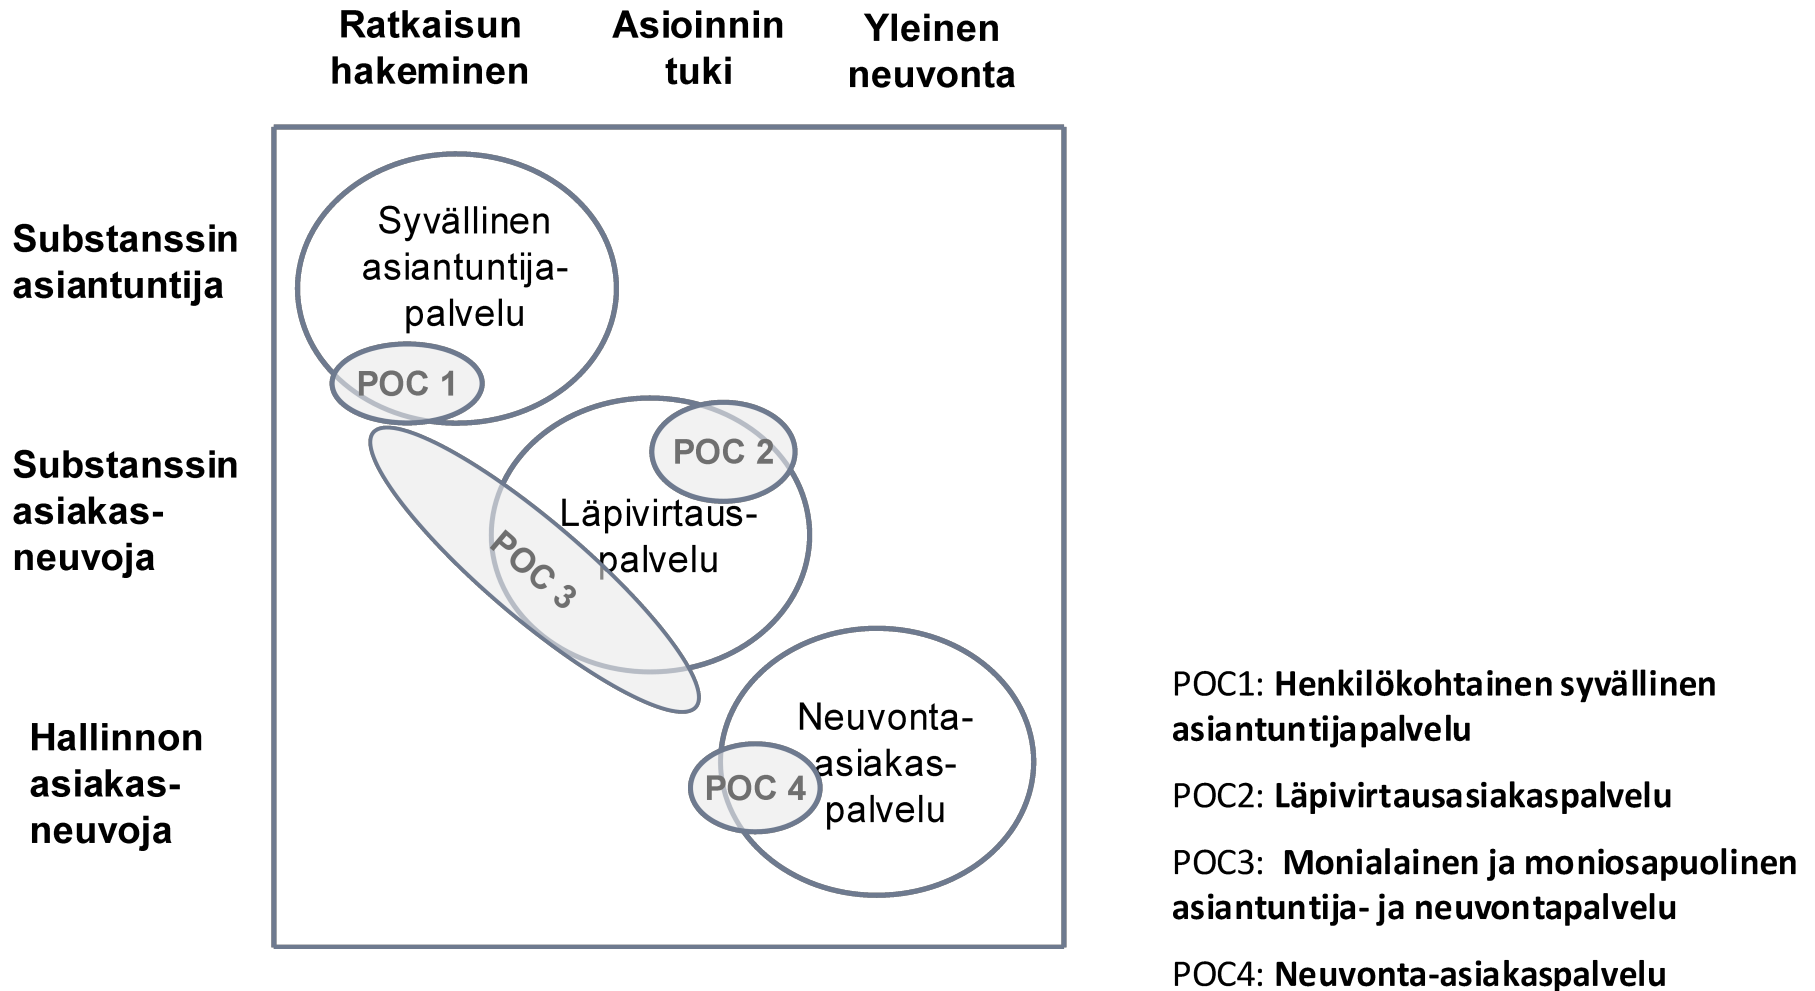 Ratkaisun
hakeminen
Asioinnin
tuki
Yleinen
neuvonta
Substanssin
asiantuntija
Syvällinen
asiantuntija-
palvelu
POC 1
Substanssin
asiakas-
neuvoja
POC 2
Läpivirtaus-
palvelu
POC 3
Hallinnon
asiakas-
neuvoja
Neuvonta-
asiakas-
palvelu
POC 4
POC1: Henkilökohtainen syvällinen
asiantuntijapalvelu
POC2: Läpivirtausasiakaspalvelu
POC3:  Monialainen ja moniosapuolinen
asiantuntija- ja neuvontapalvelu
POC4: Neuvonta-asiakaspalvelu